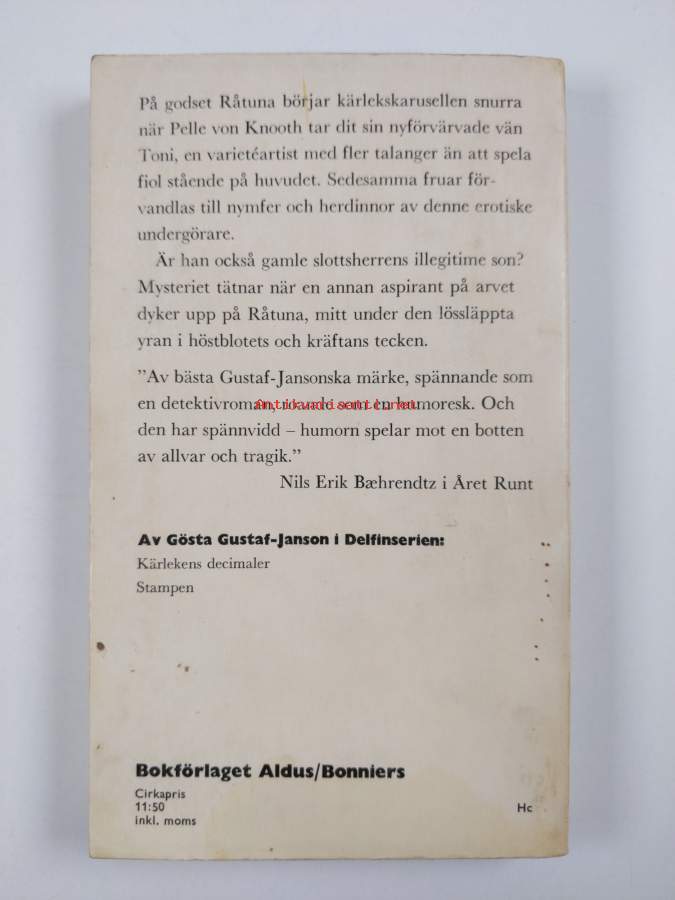 På godset Råtuna börjar kärlekskarusellen snurra
när Pelle von Knooth tar dit sin nyförvärvade vän
Toni, en varietéartist med fler talanger än att spela
fiol stående på huvudet. Sedesamma fruar för-
vandlas till nymfer och herdinnor av denne erotiske
undergörare.
Är han också gamle slottsherrens illegitime son?
Mysteriet tätnar när en annan aspirant på arvet
dyker upp på Råtuna, mitt under den lössläppta
yran i höstblotets och kräftans tecken.
”Av bästa Gustaf-Jansonska märke, spännande som
en detektivroman, som en humoresk. Och
den har spännvidd – humorn spelar mot en botten
av allvar och tragik.”
Nils Erik Bæhrendtz i Året Runt
Av Gösta Gustaf-Janson i Delfinserien:
Kärlekens decimaler
Stampen
Bokförlaget Aldus/Bonniers
Cirkapris
11:50
inkl. moms
Hc